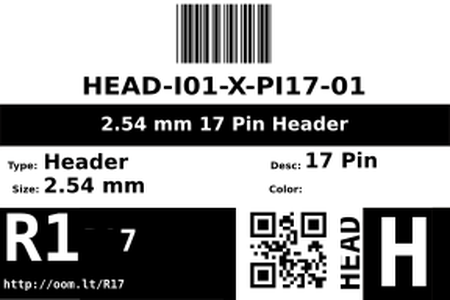 HEAD-I01-X-PI17-01
2.54 mm 17 Pin Header
Type: Header
Desc: 17 Pin
Size: 2.54 mm
Color:
R1 7
http://oom.lt/R17
HEAD
H